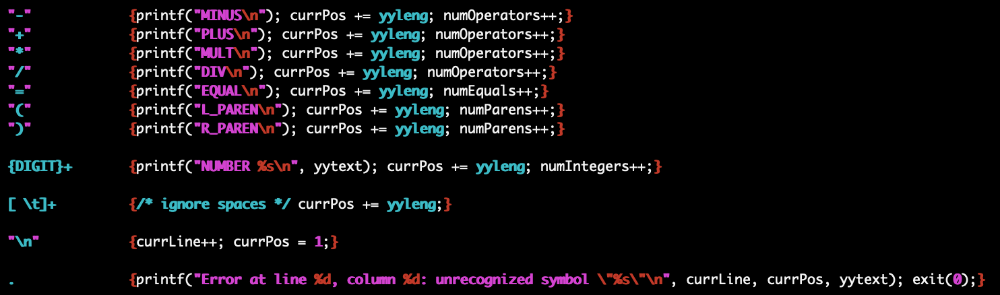 "-" {printf("MINUS\n"); currPos += yyleng; numOperators++;}
"+" {printf("PLUS\n"); currPos += yyleng; numOperators++;}
"*" {printf("MULT\n"); currPos += yyleng; numOperators++;}
"/" {printf("DIV\n"); currPos += yyleng; numOperators++;}
"=" {printf("EQUAL\n"); currPos += yyleng; numEquals++;}
"(" {printf("L_PAREN\n"); currPos += yyleng; numParens++;}
")" {printf("R_PAREN\n"); currPos += yyleng; numParens++;}
{DIGIT}+ {printf("NUMBER %s\n", yytext); currPos += yyleng; numIntegers++;}
[ \t]+ {/* ignore spaces */ currPos += yyleng;}
"\n" {currLine++; currPos = 1;}
. {printf("Error at line %d, column %d: unrecognized symbol \"%s\"\n", currLine, currPos, yytext); exit(0);}